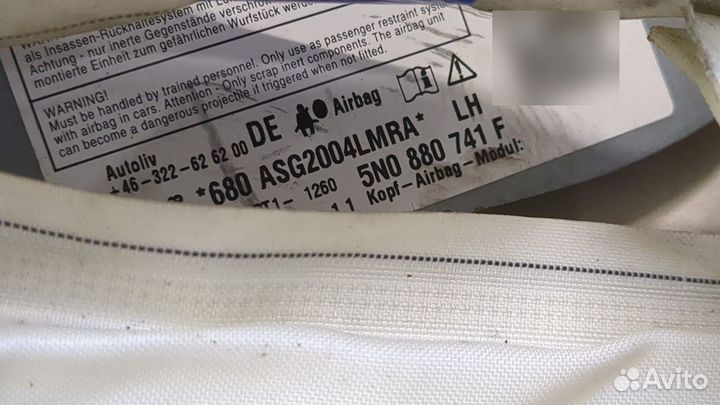 als Insassen-Rückhaltesystem mit
Achtung - nur inerte Gegenstände
montierte Einheit zum gefährlichen Wurfstück werden.
WARNING!
Must be handled by trained personnel. Only use as passenger restraint system
with airbag in cars. Attention - Only scrap inert components. The airbag unit
can become a dangerous projectile if triggered when not fitted.
Autoliv DE Airbag
+46-322-62 62 00
*680 ASG2004LMRA* LH
1260 5N0 880 741 F
Kopf-Airbag-Modul:
Avito